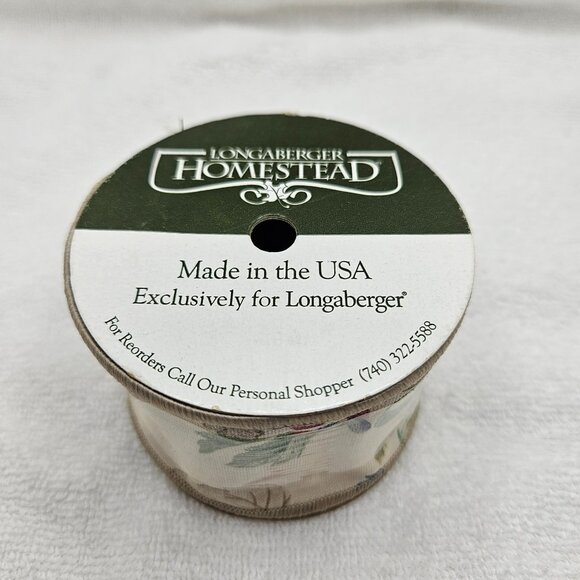 LONGABERGER
HOMESTEAD®
Made in the USA
Exclusively for Longaberger®
For Reorders Call Our Personal Shopper (740) 322-5588